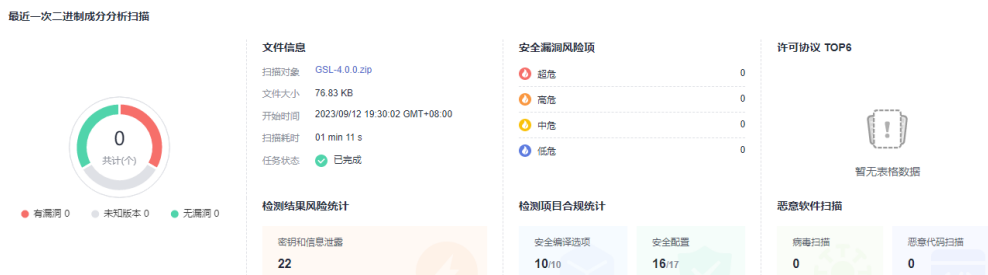 最近一次二进制成分分析扫描
0
共计(个)
有漏洞 0
未知版本 0
无漏洞 0
文件信息
扫描对象 GSL-4.0.0.zip
文件大小 76.83 KB
开始时间 2023/09/12 19:30:02 GMT+08:00
扫描耗时 01 min 11 s
任务状态 已完成
安全漏洞风险项
超危 0
高危 0
中危 0
低危 0
许可协议 TOP6
暂无表格数据
检测结果风险统计
密钥和信息泄露
22
检测项目合规统计
安全编译选项
10/10
安全配置
16/17
恶意软件扫描
病毒扫描
0
恶意代码扫描
0